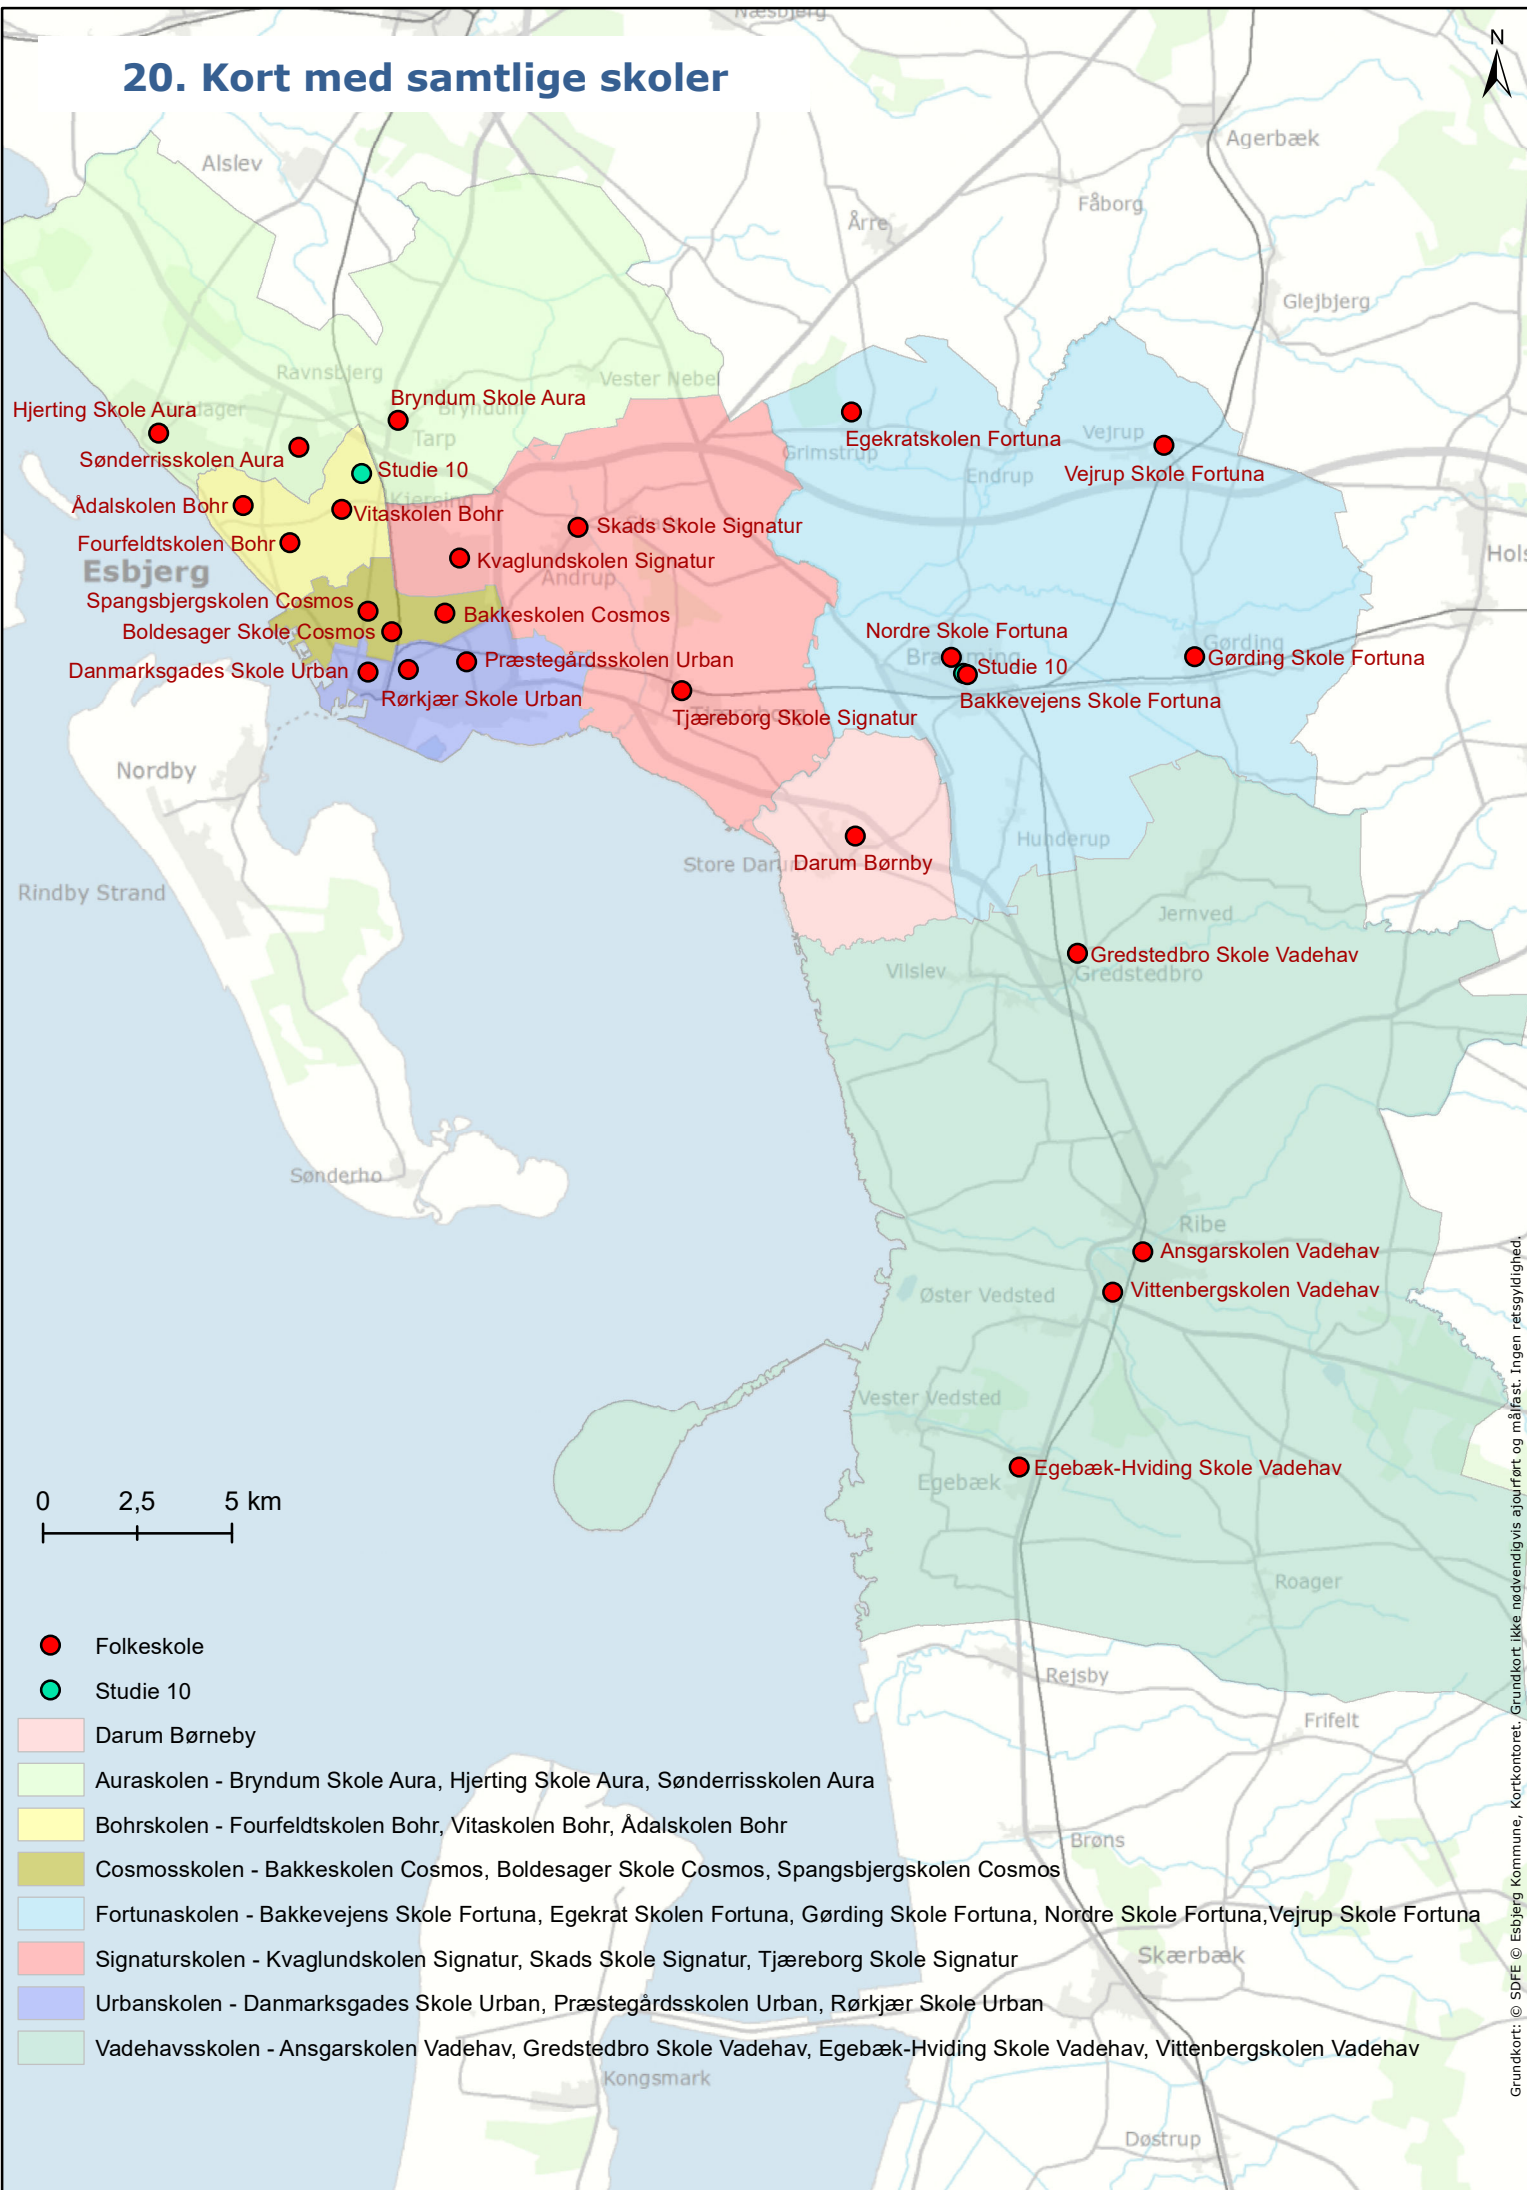 Næsbjerg
N
20. Kort med samtlige skoler
Agerbæk
Alslev
Fåborg
Årre
Glejbjerg
Ravnsbjerg
Vester Nebel
Bryndum Skole Aura
Hjerting Skole Aura
Bryndum
Egekratskolen Fortuna
Vejrup
Tarp
Grimstrup
Sønderrisskolen Aura
Studie 10
Endrup
Vejrup Skole Fortuna
Kjersing
Ådalskolen Bohr
Vitaskolen Bohr
Skads Skole Signatur
Fourfeldtskolen Bohr
Hols
Esbjerg
Kvaglundskolen Signatur
Andrup
Spangsbjergskolen Cosmos
Bakkeskolen Cosmos
Boldesager Skole Cosmos
Nordre Skole Fortuna
Gørding
Danmarksgades Skole Urban
Præstegårdsskolen Urban
Studie 10
Gørding Skole Fortuna
Rørkjær Skole Urban
Bakkevejens Skole Fortuna
Tjæreborg Skole Signatur
Tjæreborg
Nordby
Hunderup
Store Darum
Darum Børnby
Rindby Strand
Jernved
Gredstedbro Skole Vadehav
Vilslev
Gredstedbro
Sønderho
Ribe
Ansgarskolen Vadehav
Vittenbergskolen Vadehav
Øster Vedsted
Vester Vedsted
Egebæk-Hviding Skole Vadehav
Egebæk
0 2,5 5 km
Roager
Folkeskole
Rejsby
Studie 10
Frifelt
Darum Børneby
Auraskolen - Bryndum Skole Aura, Hjerting Skole Aura, Sønderrisskolen Aura
Bohrskolen - Fourfeldtskolen Bohr, Vitaskolen Bohr, Ådalskolen Bohr
Brøns
Cosmosskolen - Bakkeskolen Cosmos, Boldesager Skole Cosmos, Spangsbjergskolen Cosmos
Fortunaskolen - Bakkevejens Skole Fortuna, Egekrat Skolen Fortuna, Gørding Skole Fortuna, Nordre Skole Fortuna,Vejrup Skole Fortuna
Skærbæk
Signaturskolen - Kvaglundskolen Signatur, Skads Skole Signatur, Tjæreborg Skole Signatur
Urbanskolen - Danmarksgades Skole Urban, Præstegårdsskolen Urban, Rørkjær Skole Urban
Vadehavsskolen - Ansgarskolen Vadehav, Gredstedbro Skole Vadehav, Egebæk-Hviding Skole Vadehav, Vittenbergskolen Vadehav
Kongsmark
Døstrup
Grundkort: © SDFE © Esbjerg Kommune, Kortkontoret. Grundkort ikke nødvendigvis ajourført og målfast. Ingen retsgyldighed.